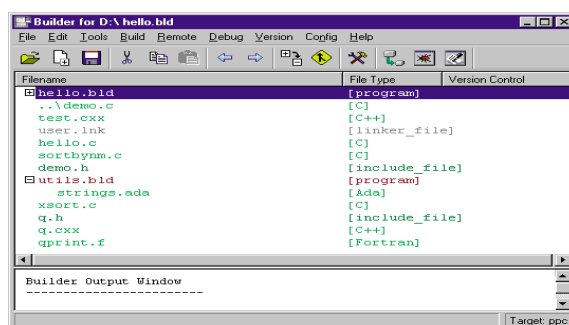 Builder for D:\hello.bld
File Edit Tools Build Remote Debug Version Config Help
Filename File Type Version Control
hello.bld [program]
..\demo.c [C]
test.cxx [C++]
user.lnk [linker_file]
hello.c [C]
sortbynm.c [C]
demo.h [include_file]
utils.bld [program]
strings.ada [Ada]
xsort.c [C]
q.h [include_file]
q.cxx [C++]
qprint.f [Fortran]
Builder Output Window
------------------------
Target: ppc